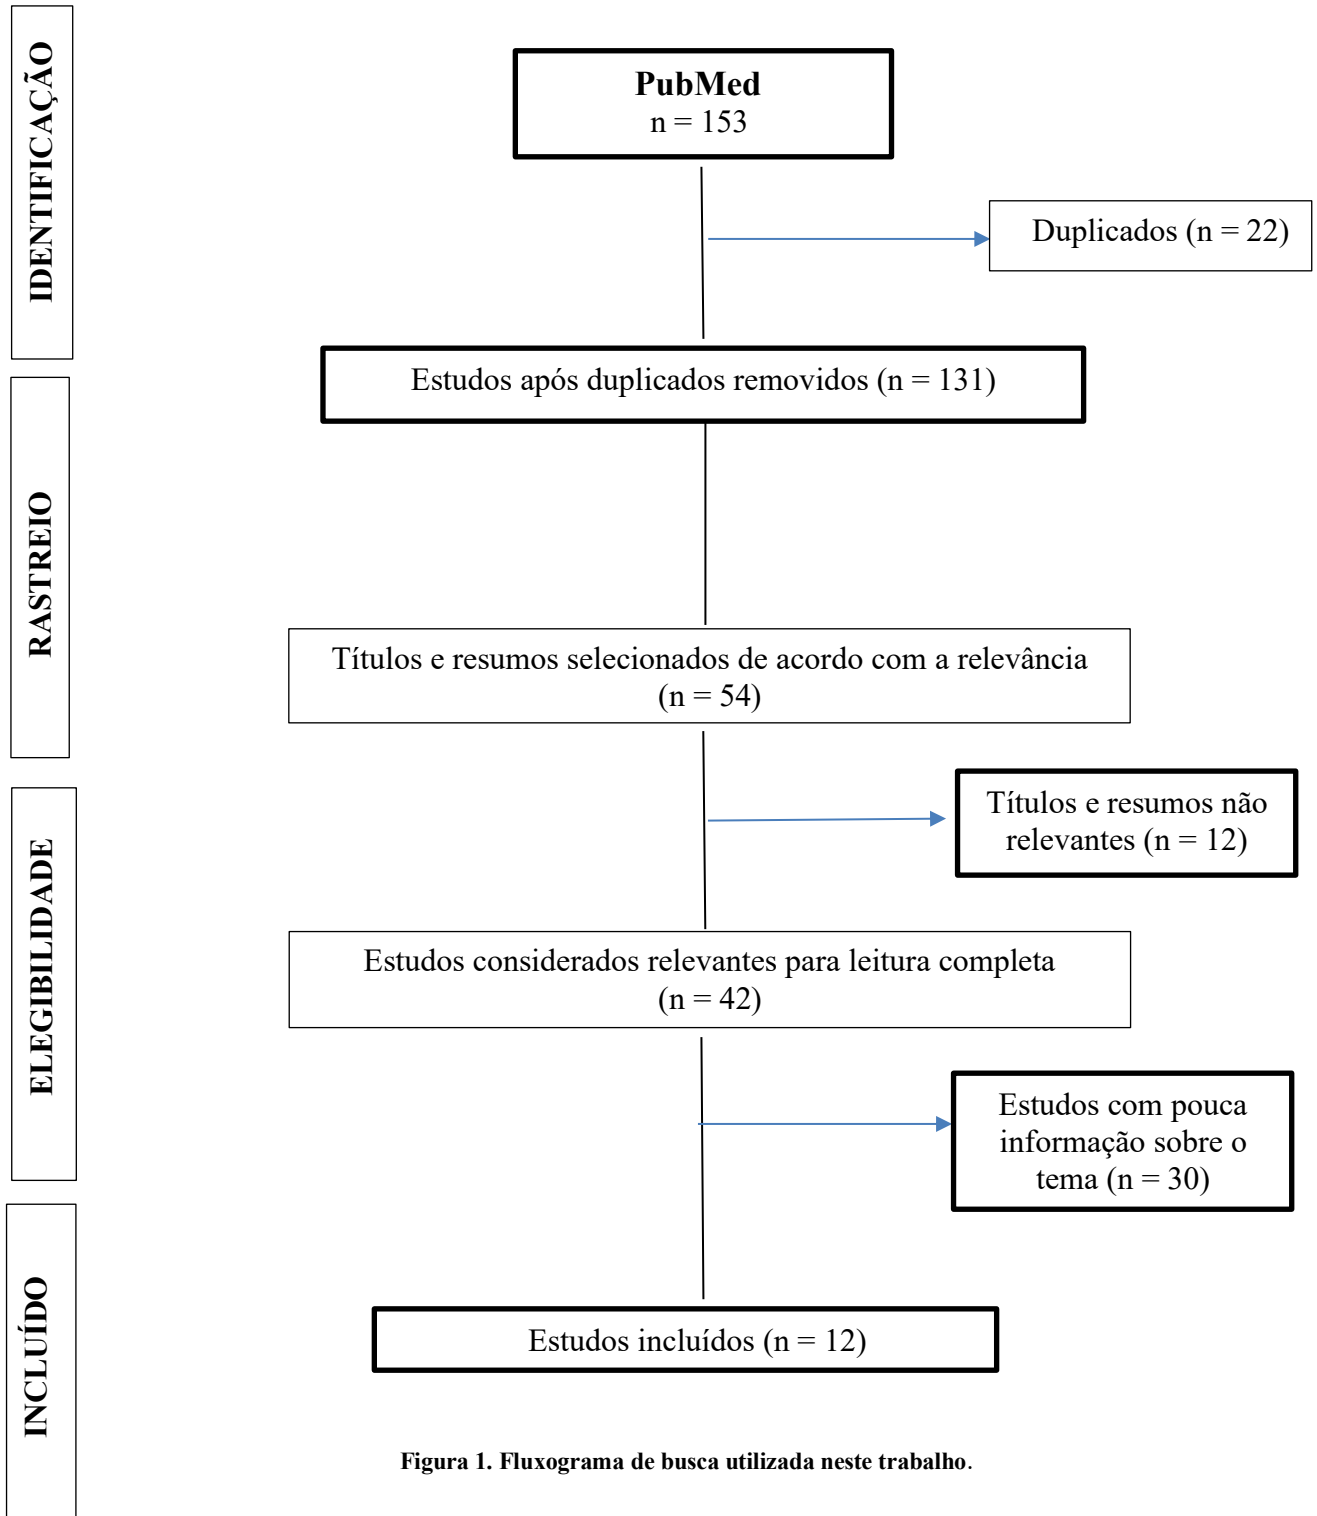 IDENTIFICAÇÃO
PubMed
n = 153
Duplicados (n = 22)
Estudos após duplicados removidos (n = 131)
RASTREIO
Títulos e resumos selecionados de acordo com a relevância
(n = 54)
Títulos e resumos não
relevantes (n = 12)
ELEGIBILIDADE
Estudos considerados relevantes para leitura completa
(n = 42)
Estudos com pouca
informação sobre o
tema (n = 30)
INCLUÍDO
Estudos incluídos (n = 12)
Figura 1. Fluxograma de busca utilizada neste trabalho.